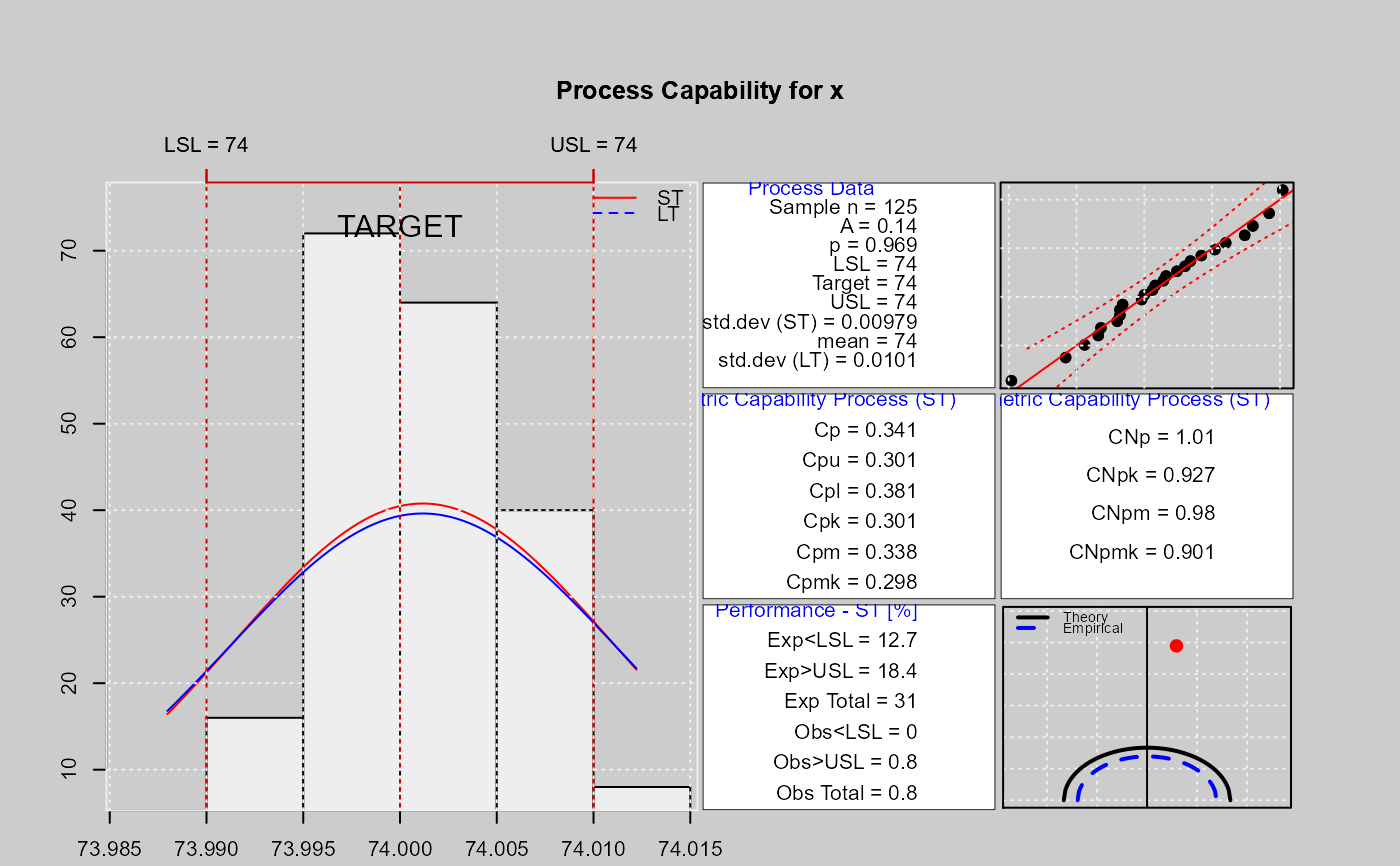 Process Capability for x
LSL = 74
USL = 74
TARGET
ST
LT
70
60
50
40
30
20
10
73.985
73.990
73.995
74.000
74.005
74.010
74.015
Process Data
Sample n = 125
A = 0.14
p = 0.969
LSL = 74
Target = 74
USL = 74
std.dev (ST) = 0.00979
mean = 74
std.dev (LT) = 0.0101
tric Capability Process (ST)
Cp = 0.341
Cpu = 0.301
Cpl = 0.381
Cpk = 0.301
Cpm = 0.338
Cpmk = 0.298
etric Capability Process (ST)
CNp = 1.01
CNpk = 0.927
CNpm = 0.98
CNpmk = 0.901
Performance - ST [%]
Exp<LSL = 12.7
Exp>USL = 18.4
Exp Total = 31
Obs<LSL = 0
Obs>USL = 0.8
Obs Total = 0.8
Theory
Empirical